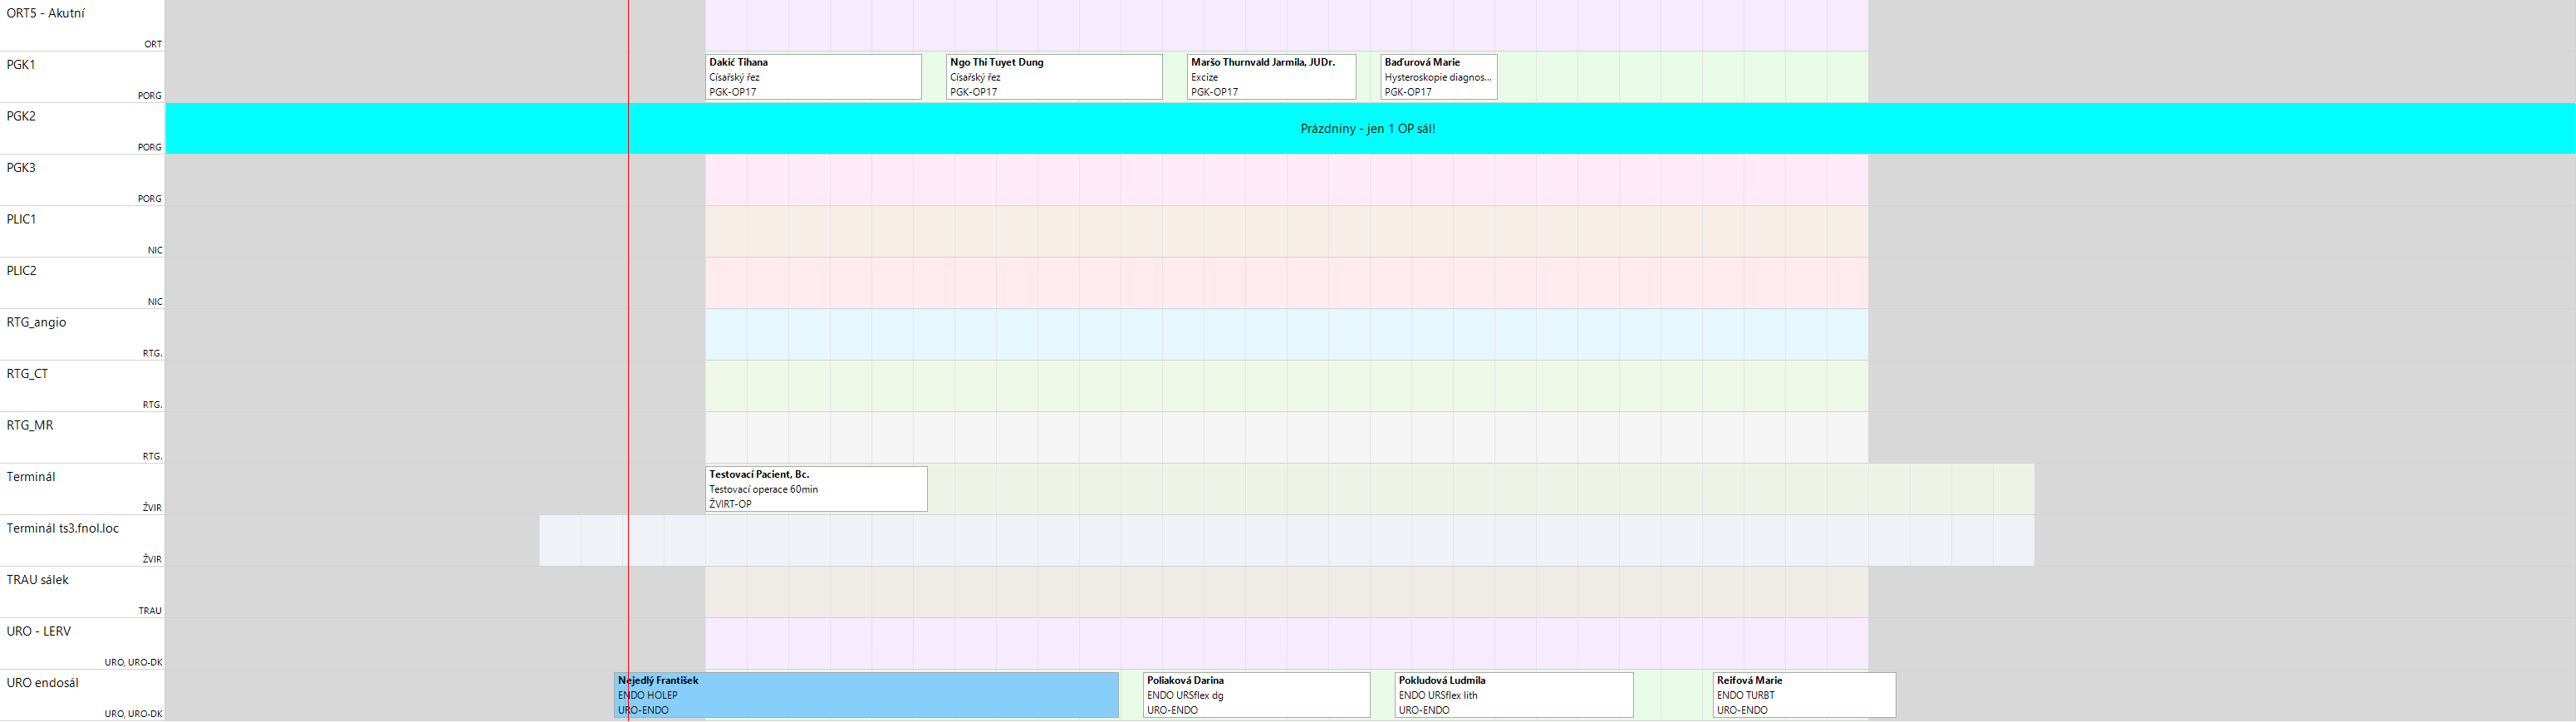 ORT5 - Akutní
ORT
PGK1
PORG
Dakić Tihana
Císařský řez
PGK-OP17
Ngo Thi Tuyet Dung
Císařský řez
PGK-OP17
Maršo Thurnvald Jarmila, JUDr.
Excize
PGK-OP17
Baďurová Marie
Hysteroskopie diagnos...
PGK-OP17
PGK2
PORG
Prázdniny - jen 1 OP sál!
PGK3
PORG
PLIC1
NIC
PLIC2
NIC
RTG_angio
RTG.
RTG_CT
RTG.
RTG_MR
RTG.
Terminál
ŽVIR
Testovací Pacient, Bc.
Testovací operace 60min
ŽVIRT-OP
Terminál ts3.fnol.loc
ŽVIR
TRAU sálek
TRAU
URO - LERV
URO, URO-DK
URO endosál
URO, URO-DK
Nejedlý František
ENDO HOLEP
URO-ENDO
Poliaková Darina
ENDO URSflex dg
URO-ENDO
Pokludová Ludmila
ENDO URSflex lith
URO-ENDO
Reifová Marie
ENDO TURBT
URO-ENDO